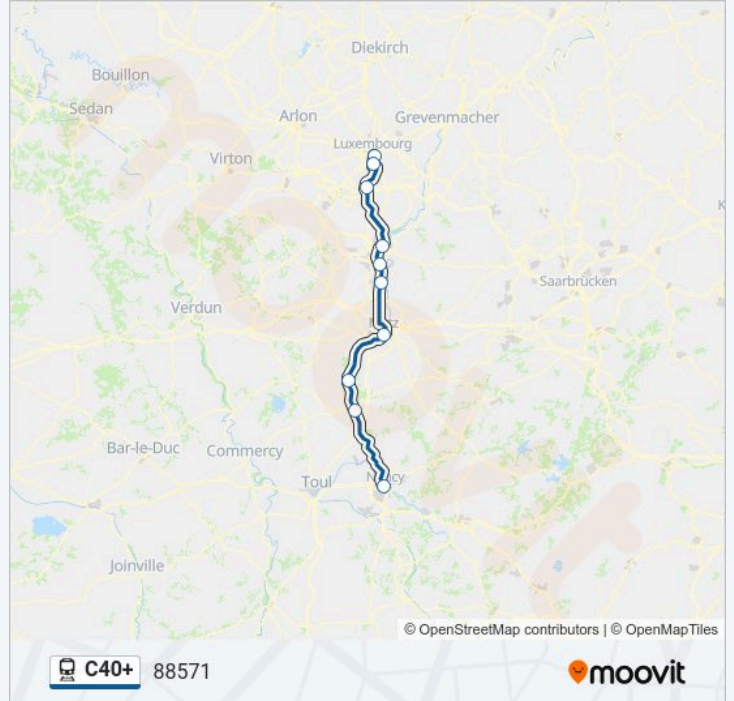 Diekirch
Bouillon
Sedan
Arlon
Grevenmacher
Luxembourg
Virton
K
Saarbrücken
Verdun
Bar-le-Duc
Commercy
Toul
Joinville
© OpenStreetMap contributors | © OpenMapTiles
C40+ 88571
moovit